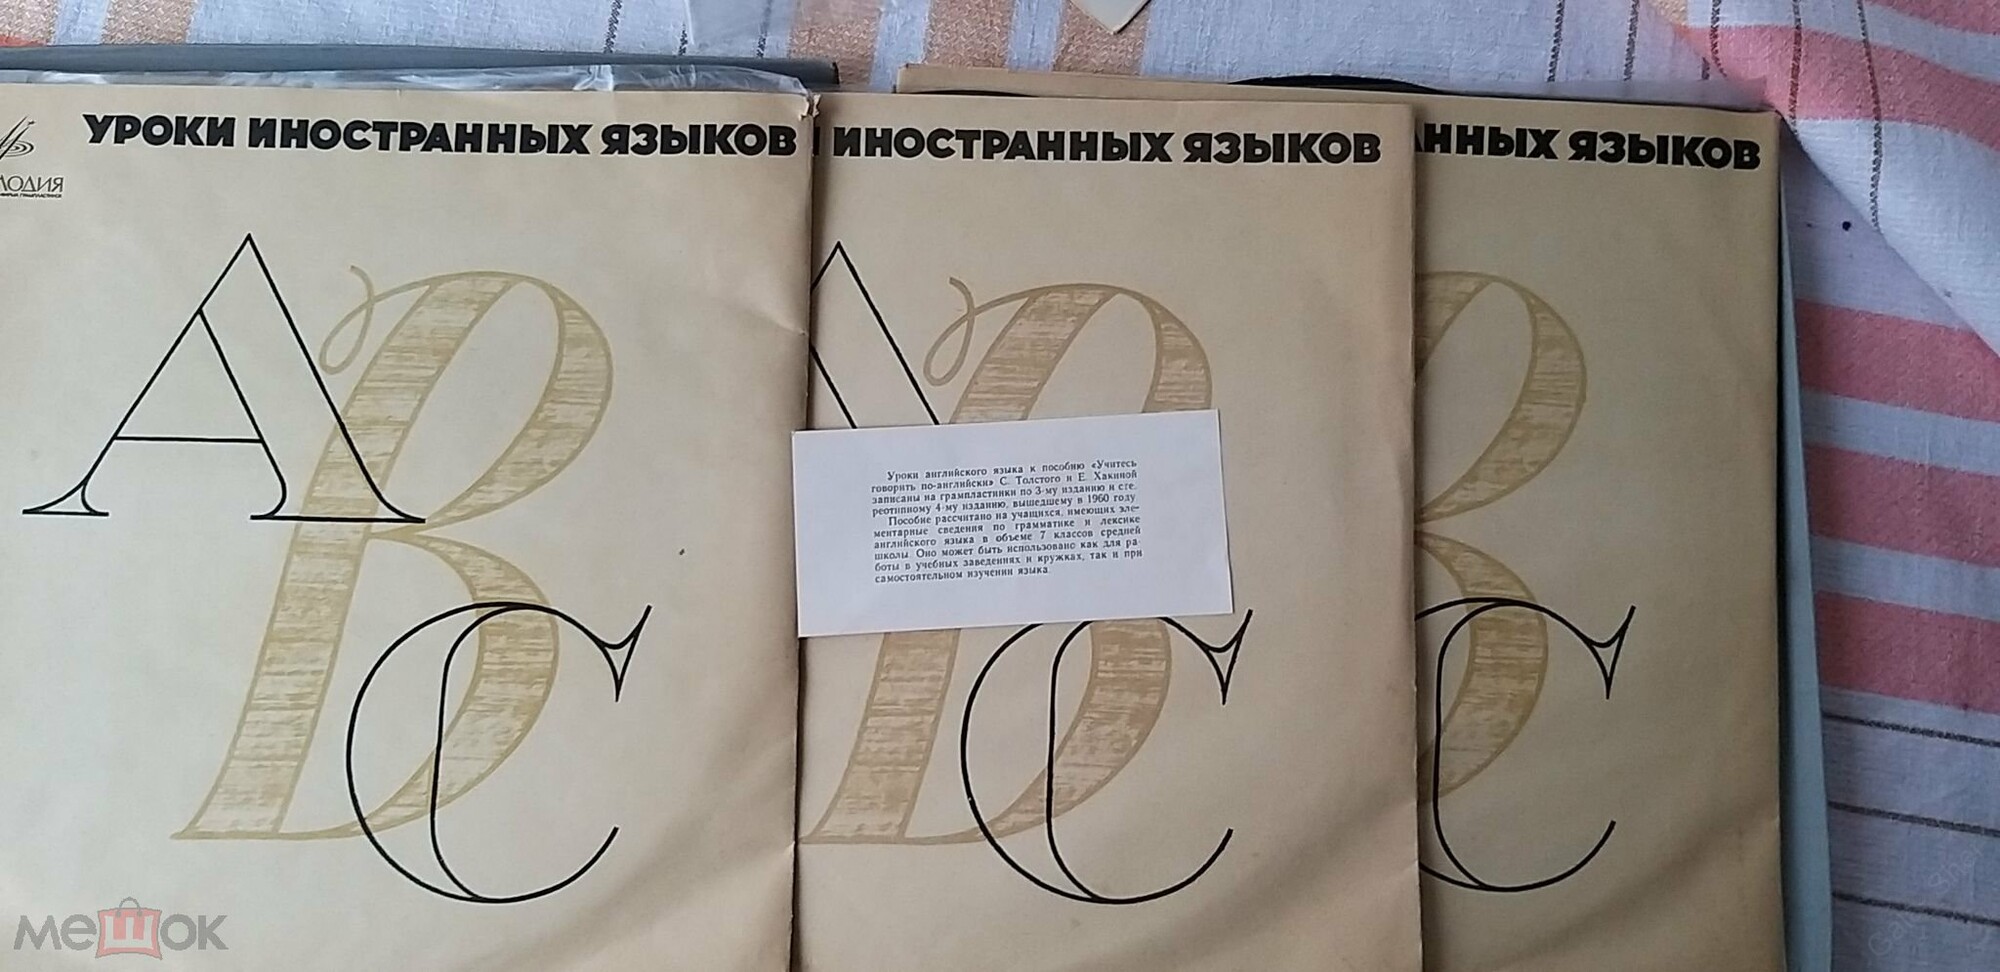 УРОКИ ИНОСТРАННЫХ ЯЗЫКОВ
ИНОСТРАННЫХ ЯЗЫКОВ
АННЫХ ЯЗЫКОВ
ЛОДИЯ
A
B
C
B
C
C
Уроки английского языка к пособию «Учитесь
говорить по-английски» С. Толстого и Е. Хакиной
записаны на грампластинки по 3-му изданию и сте-
реотипному 4-му изданию, вышедшему в 1960 году.
Пособие рассчитано на учащихся, имеющих эле-
ментарные сведения по грамматике и лексике
английского языка в объеме 7 классов средней
школы. Оно может быть использовано как для ра-
боты в учебных заведениях и кружках, так и при
самостоятельном изучении языка.
мешок